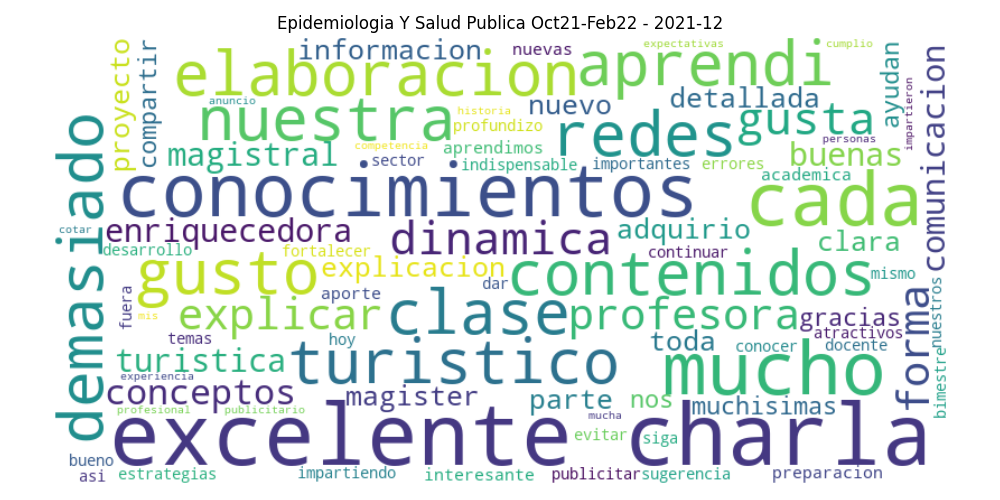 Epidemiologia Y Salud Publica Oct21-Feb22 - 2021-12
proyecto
compartir
informacion
nuevas
expectativas
cumplio
ayudan
comunicacion
elaboracion
aprendi
anuncio
nuestra
historia
nuevo
detallada
impartieron
profundizo
redes
gusta
personas
demasiado
magistral
competencia
sector
aprendimos
indispensable
importantes
errores
buenas
academica
conocimientos
cada
cotar
enriquecedora
dinamica
adquirio
clara
desarrollo
fortalecer
continuar
gusto
explicacion
dar
contenidos
mismo
fuera
mis
aporte
explicar
clase
profesora
gracias
forma
nuestros
temas
hoy
toda
conocer
atractivos
docente
turistica
turistico
mucho
bimestre
experiencia
conceptos
magister
parte
nos
muchisimas
profesional
publicitario
mucha
excelente charla
evitar
siga
bueno
asi
estrategias
impartiendo
interesante
publicitar
sugerencia
preparacion